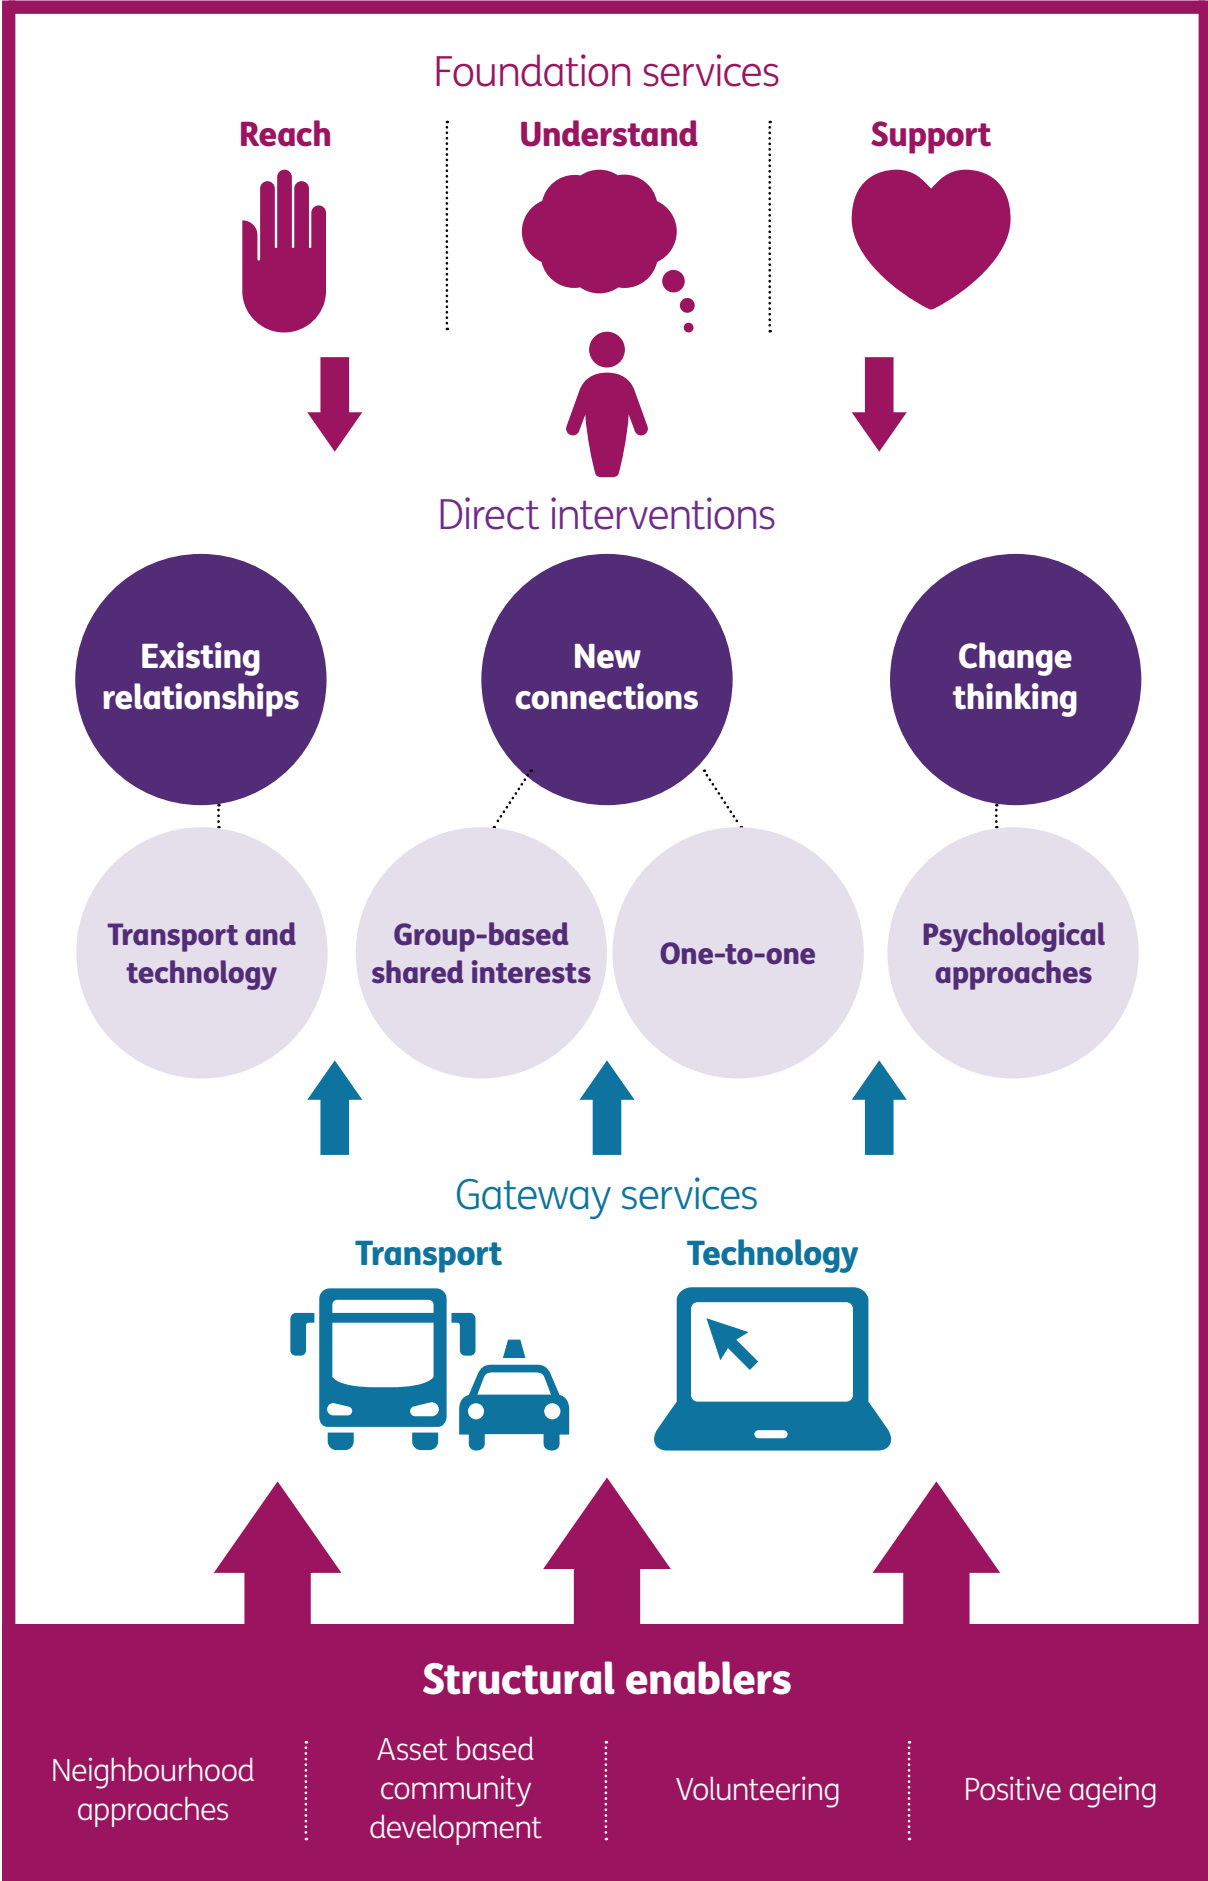 Foundation services
Reach
Understand
Support
Direct interventions
Existing
relationships
New
connections
Change
thinking
Transport and
technology
Group-based
shared interests
One-to-one
Psychological
approaches
Gateway services
Transport
Technology
Structural enablers
Neighbourhood
approaches
Asset based
community
development
Volunteering
Positive ageing